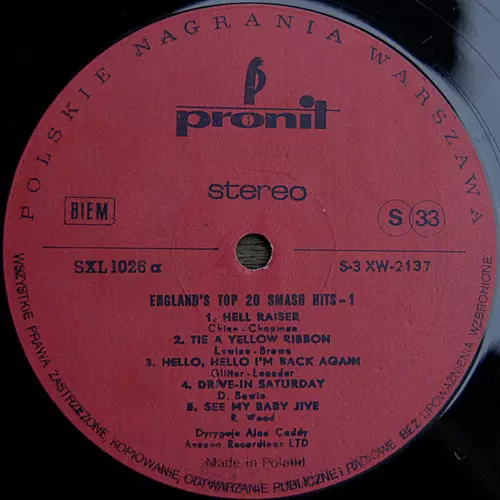 POLSKIE NAGRANIA WARSZAWA
pronit
stereo
BIEM
S 33
SXL 1026 α
S-3 XW-2137
ENGLAND'S TOP 20 SMASH HITS - 1
1. HELL RAISER
Chinn - Chapman
2. TIE A YELLOW RIBBON
Lewine - Brown
3. HELLO, HELLO I'M BACK AGAIN
Glitter - Leander
4. DRIVE-IN SATURDAY
D. Bowie
5. SEE MY BABY JIVE
R. Wood
Dyryguje Alan Caddy
Avenon Recordings LTD
Made in Poland
WSZYSTKIE PRAWA ZASTRZEŻONE, KOPIOWANIE, ODTWARZANIE PUBLICZNE I RADIOWE BEZ UPOWAŻNIENIA WZBRONIONE